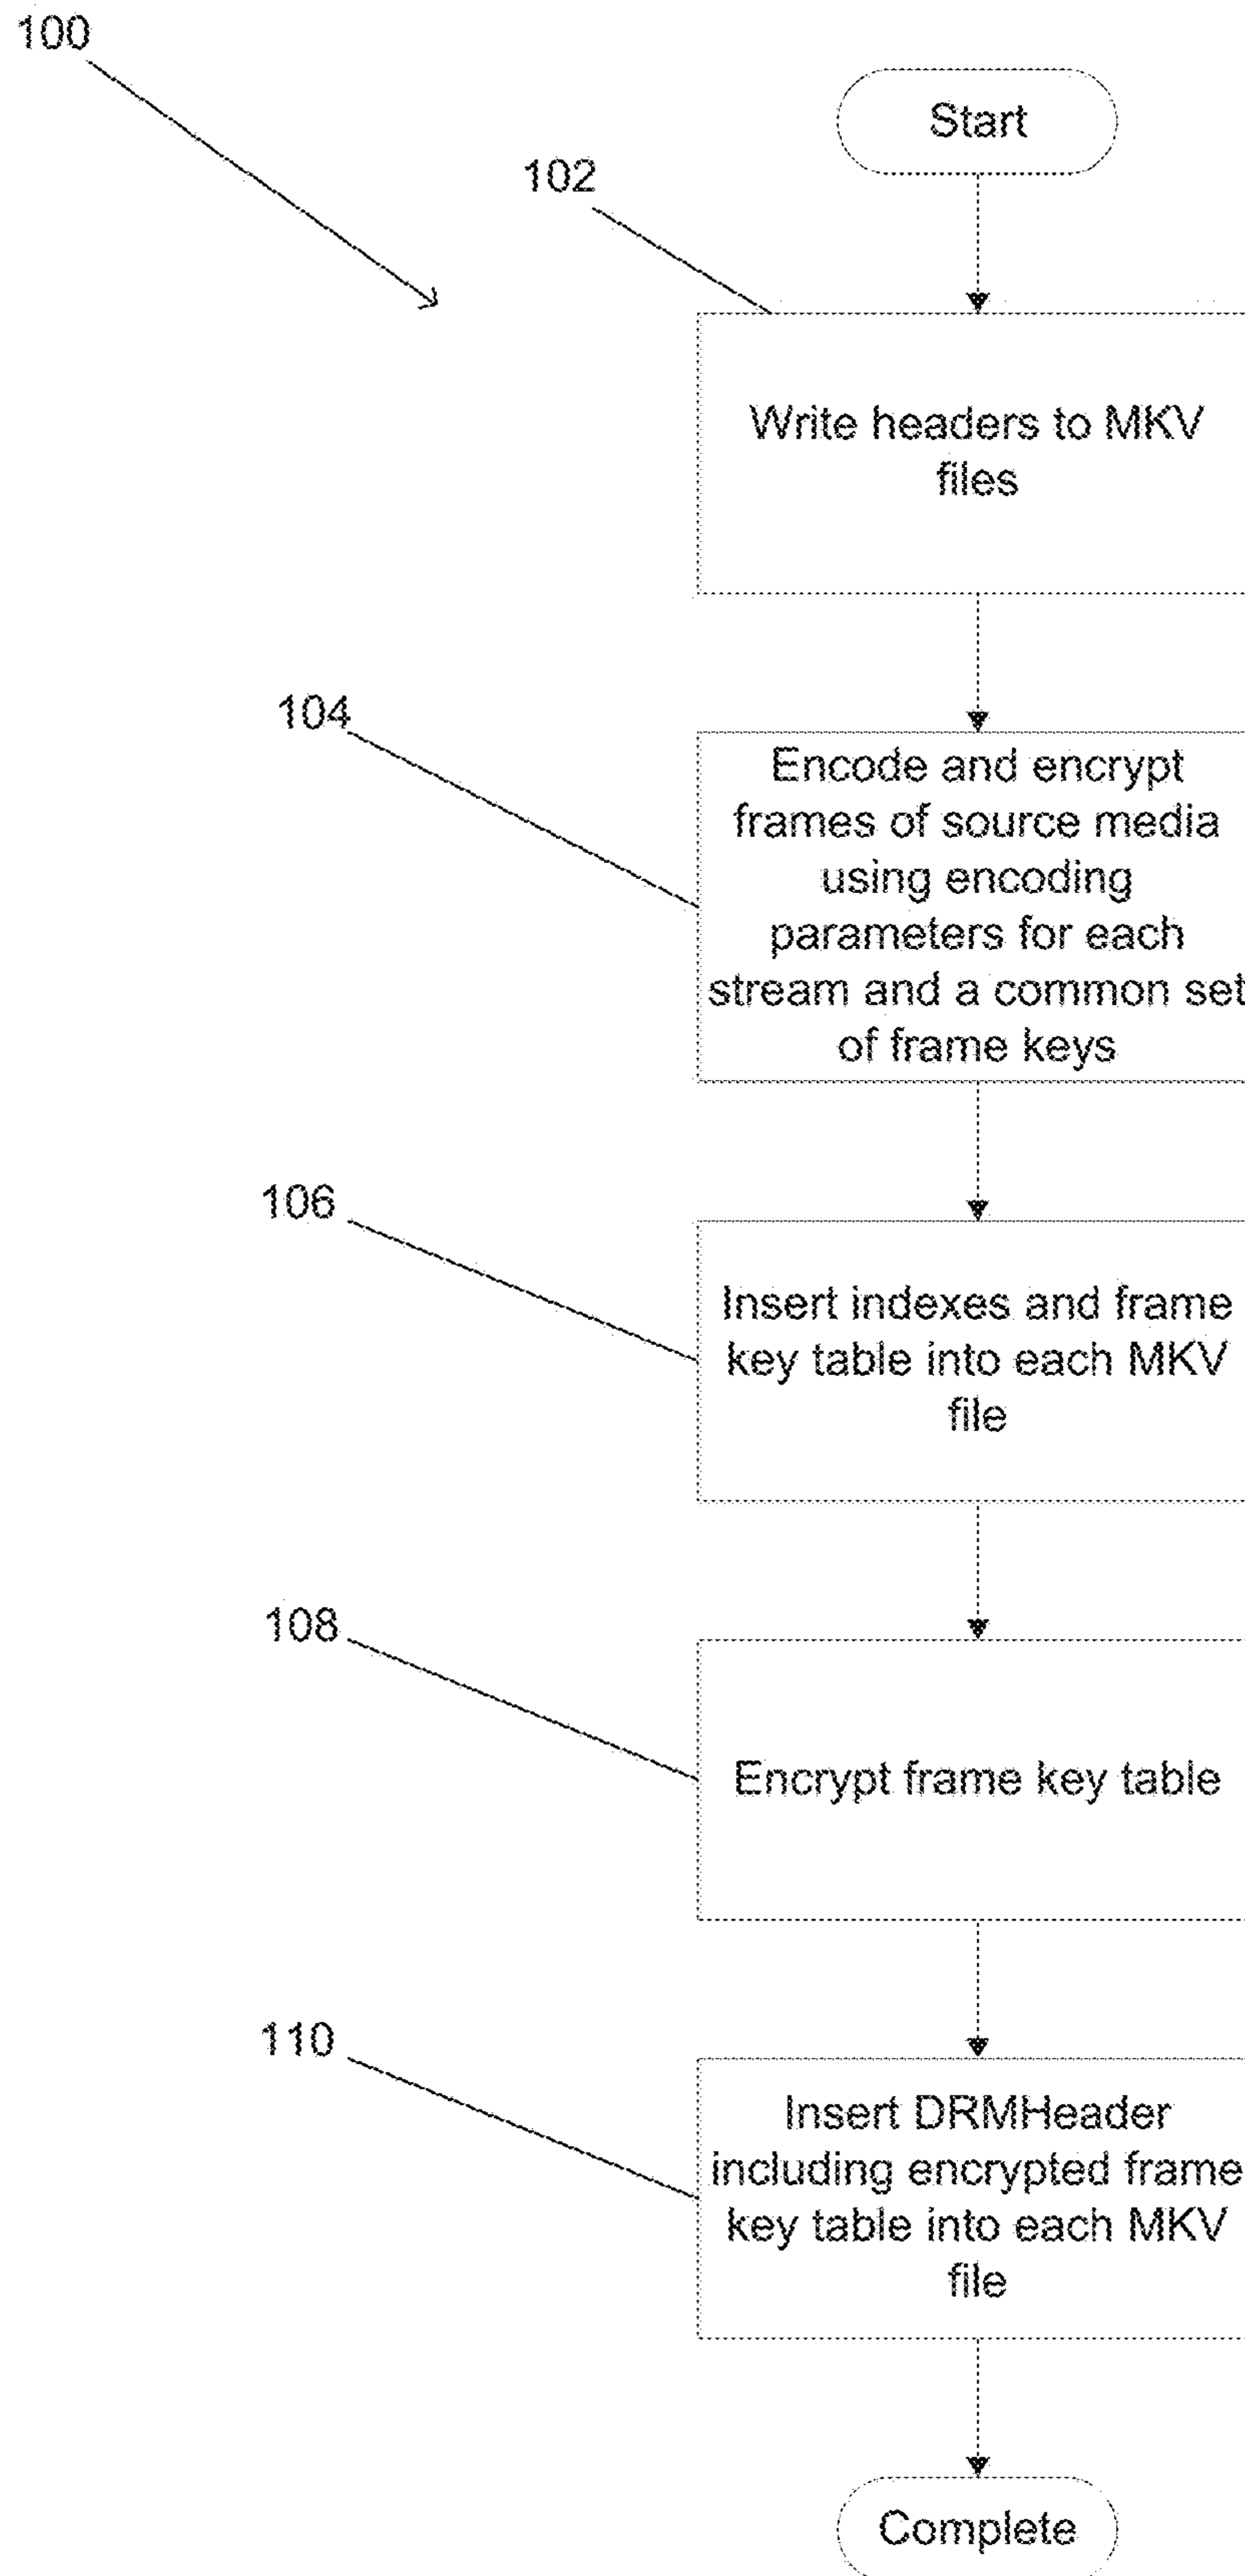 100
Start
102
Write headers to MKV
files
104
Encode and encrypt
frames of source media
using encoding
parameters for each
stream and a common set
of frame keys
106
Insert indexes and frame
key table into each MKV
file
108
Encrypt frame key table
110
Insert DRMHeader
including encrypted frame
key table into each MKV
file
Complete